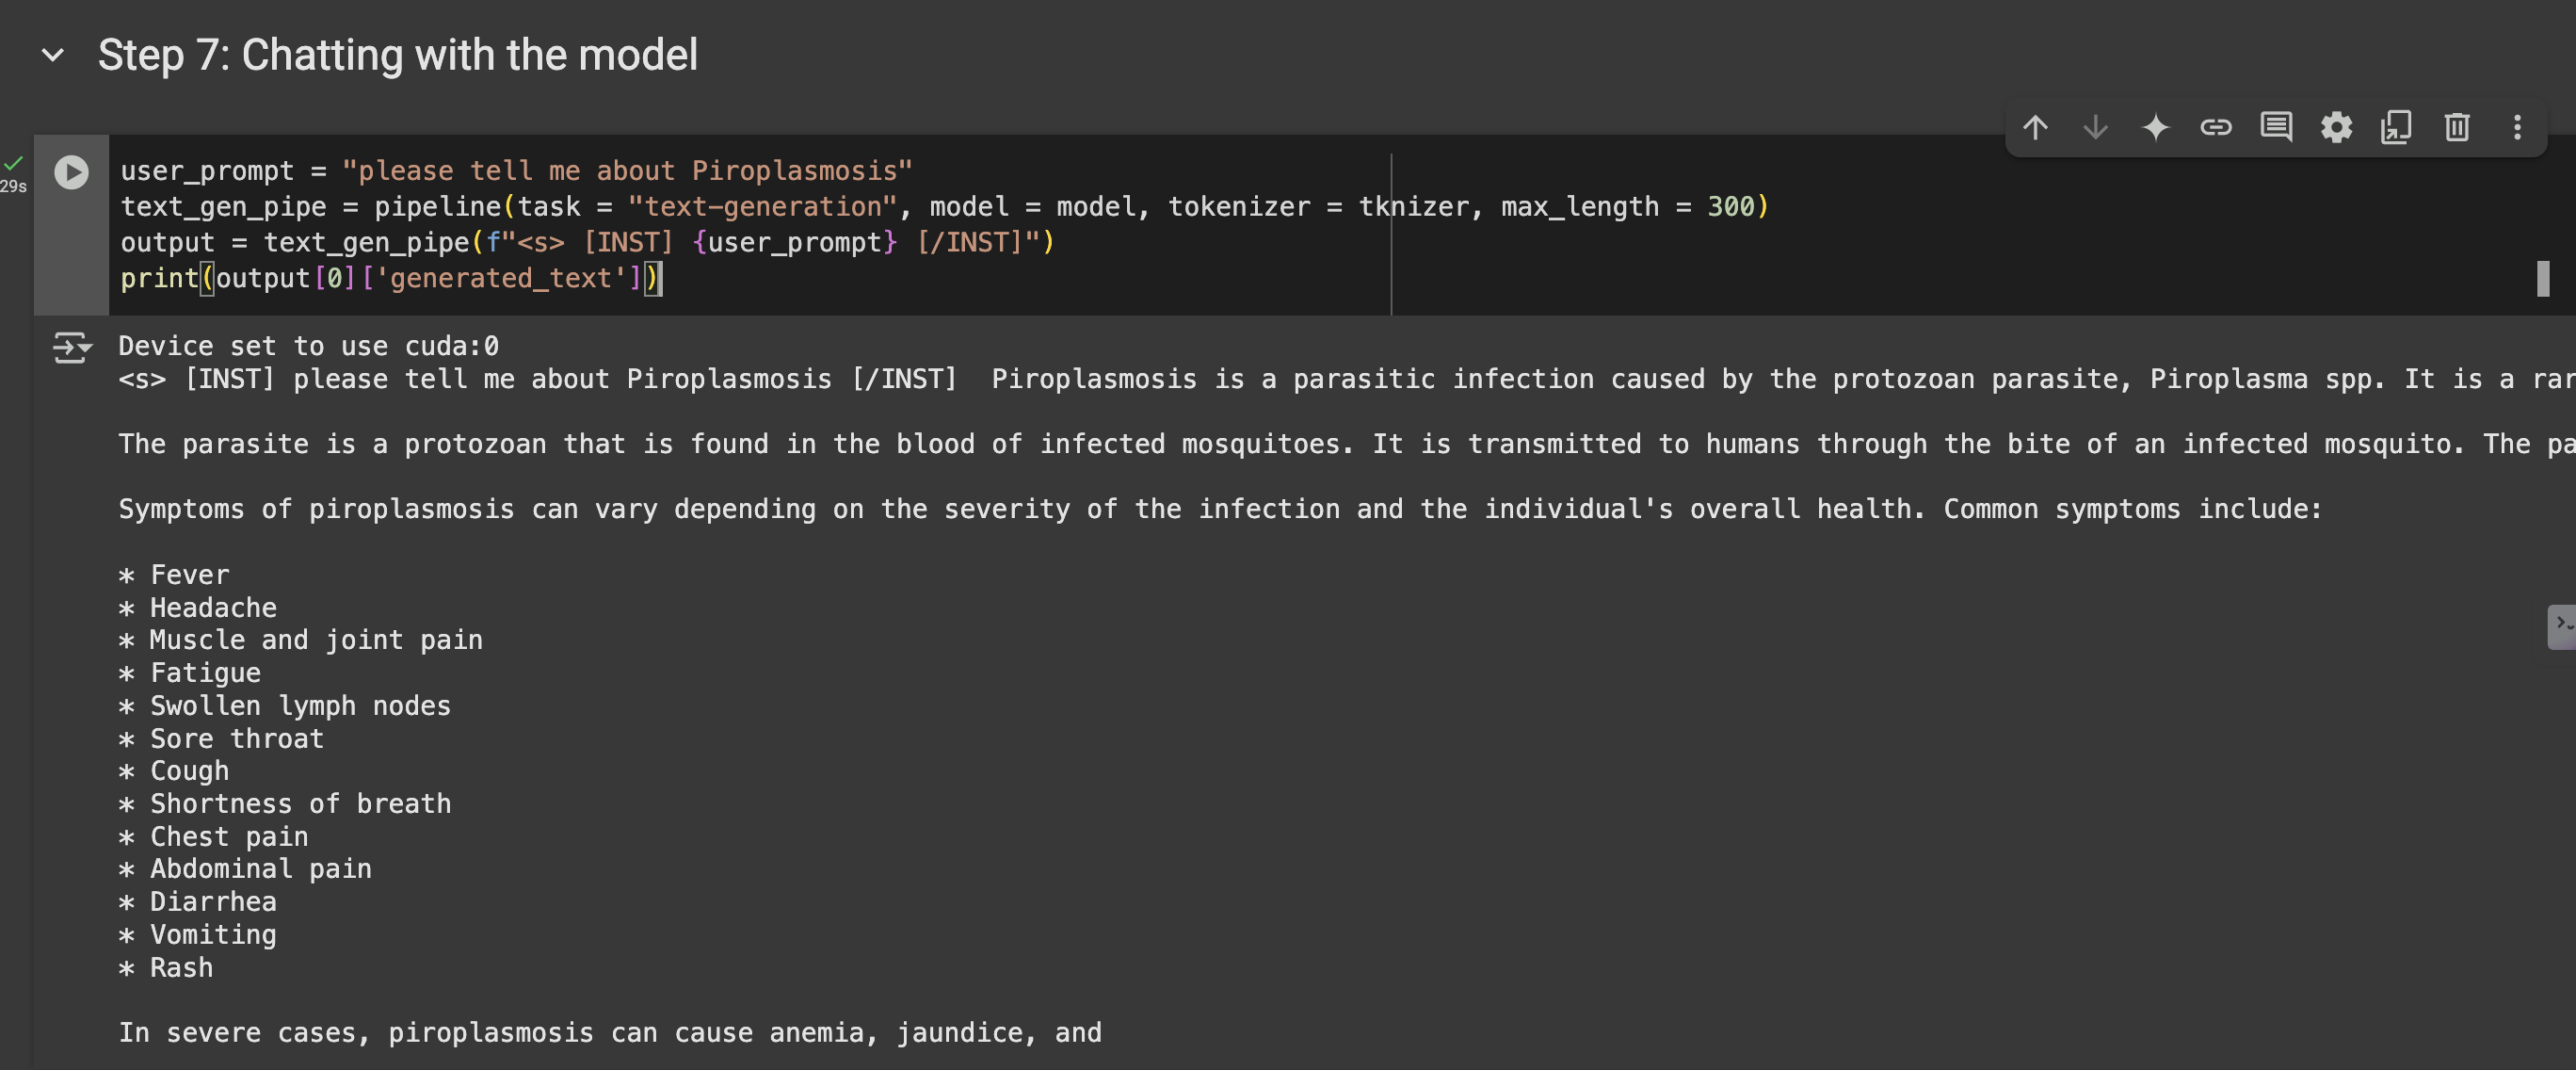 Step 7: Chatting with the model
29s
user_prompt = "please tell me about Piroplasmosis"
text_gen_pipe = pipeline(task = "text-generation", model = model, tokenizer = tknizer, max_length = 300)
output = text_gen_pipe(f"<s> [INST] {user_prompt} [/INST]")
print(output[0]['generated_text'])
Device set to use cuda:0
<s> [INST] please tell me about Piroplasmosis [/INST]  Piroplasmosis is a parasitic infection caused by the protozoan parasite, Piroplasma spp. It is a rar
The parasite is a protozoan that is found in the blood of infected mosquitoes. It is transmitted to humans through the bite of an infected mosquito. The pa
Symptoms of piroplasmosis can vary depending on the severity of the infection and the individual's overall health. Common symptoms include:
* Fever
* Headache
* Muscle and joint pain
* Fatigue
* Swollen lymph nodes
* Sore throat
* Cough
* Shortness of breath
* Chest pain
* Abdominal pain
* Diarrhea
* Vomiting
* Rash
In severe cases, piroplasmosis can cause anemia, jaundice, and